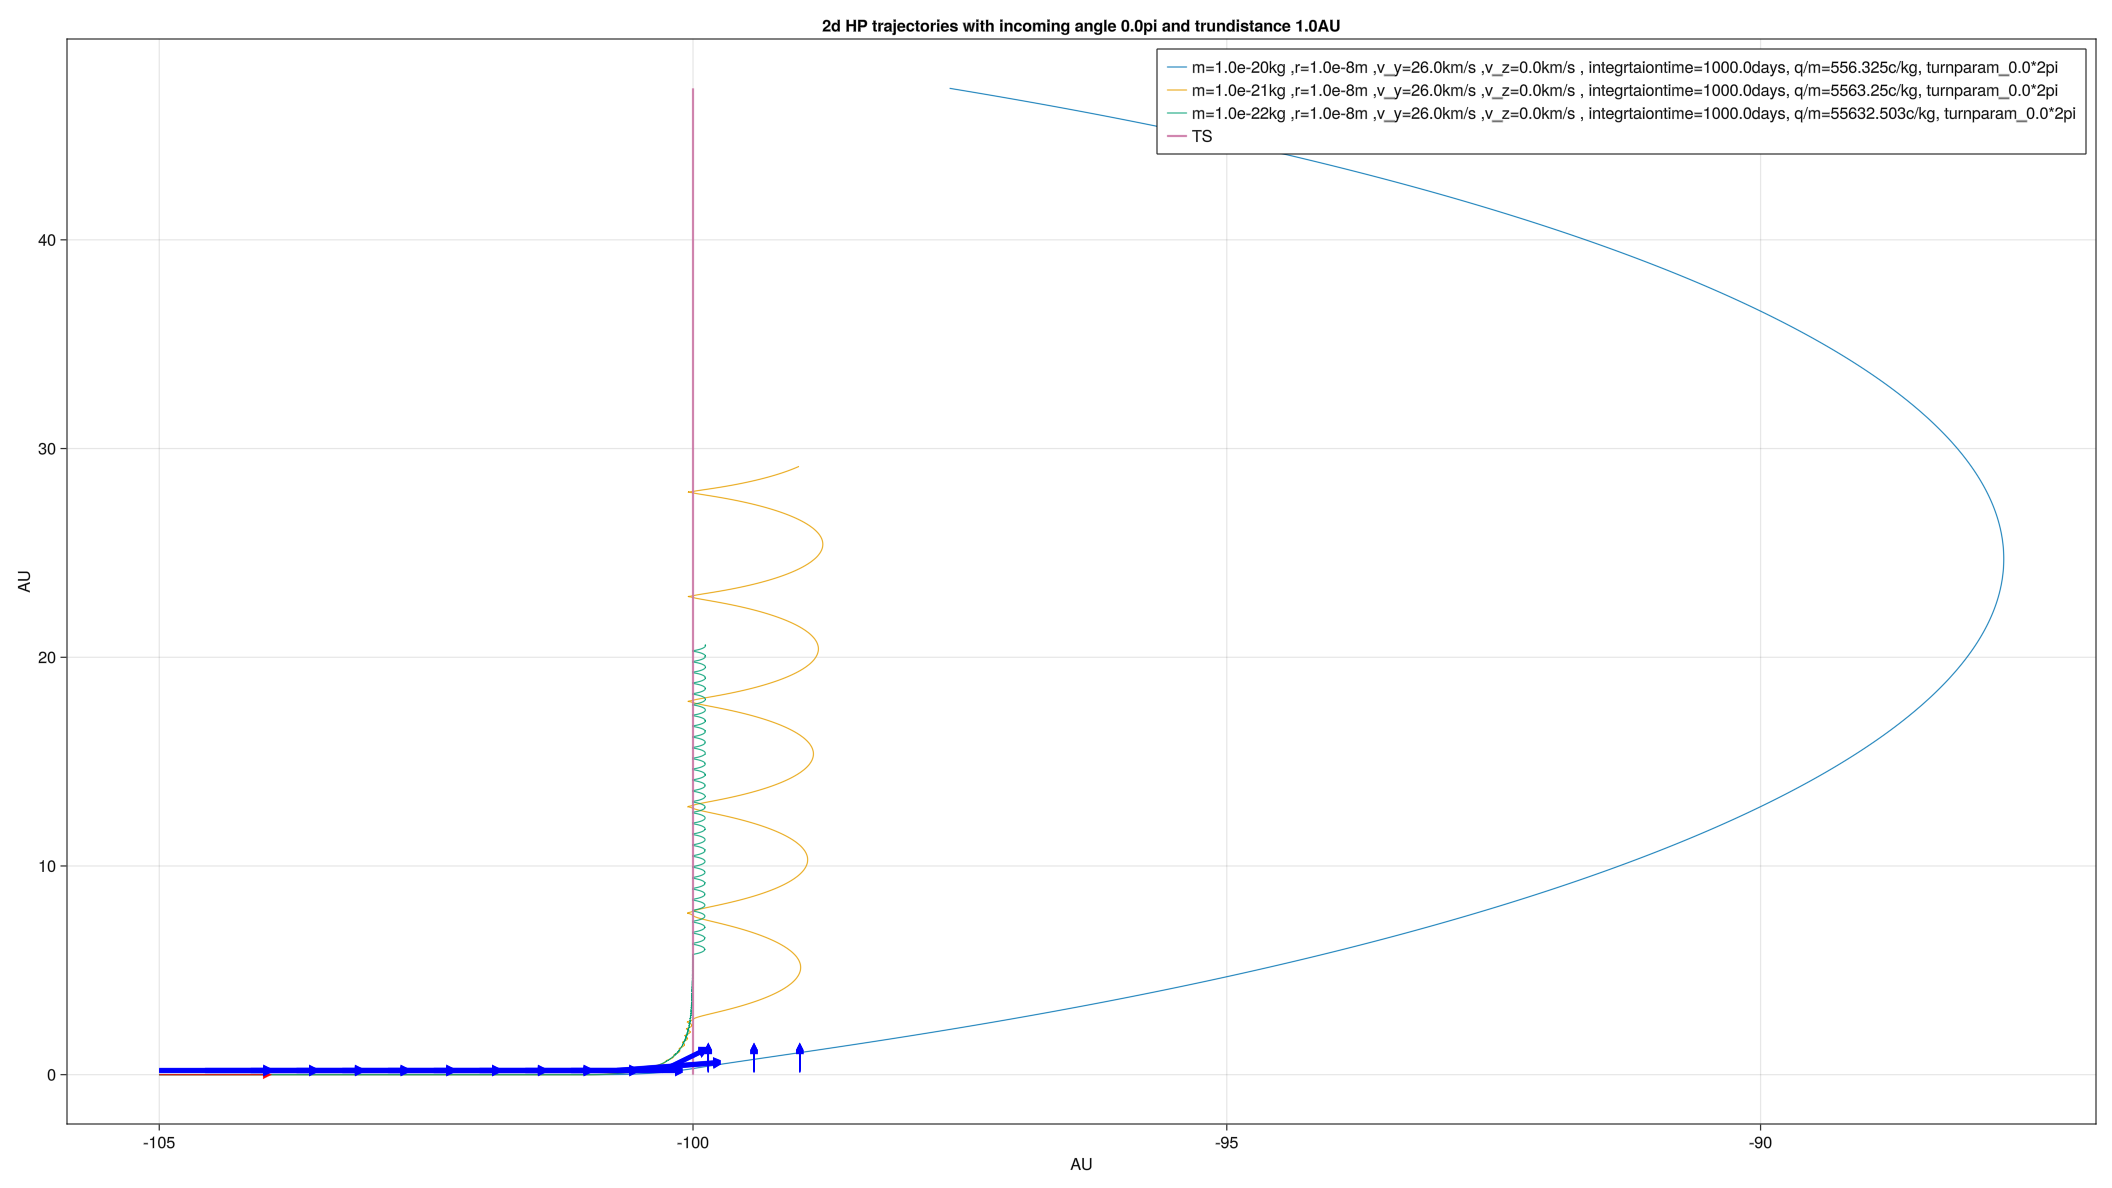 2d HP trajectories with incoming angle 0.0pi and trundistance 1.0AU
m=1.0e-20kg ,r=1.0e-8m ,v_y=26.0km/s ,v_z=0.0km/s , integrtaiontime=1000.0days, q/m=556.325c/kg, turnparam_0.0*2pi
m=1.0e-21kg ,r=1.0e-8m ,v_y=26.0km/s ,v_z=0.0km/s , integrtaiontime=1000.0days, q/m=5563.25c/kg, turnparam_0.0*2pi
m=1.0e-22kg ,r=1.0e-8m ,v_y=26.0km/s ,v_z=0.0km/s , integrtaiontime=1000.0days, q/m=55632.503c/kg, turnparam_0.0*2pi
TS
40
30
20
10
0
AU
-105 -100 -95 -90
AU